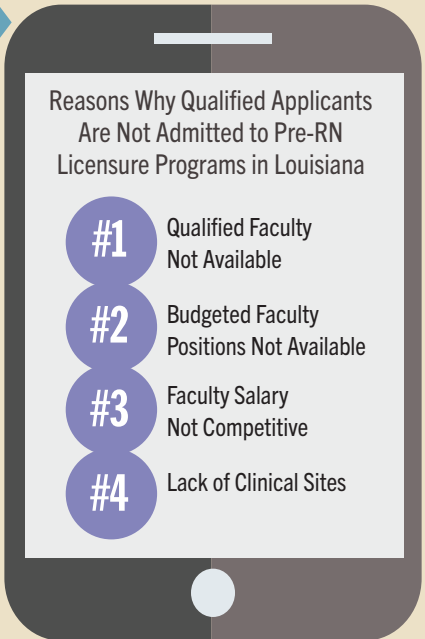 Reasons Why Qualified Applicants
Are Not Admitted to Pre-RN
Licensure Programs in Louisiana
#1 Qualified Faculty
Not Available
#2 Budgeted Faculty
Positions Not Available
#3 Faculty Salary
Not Competitive
#4 Lack of Clinical Sites